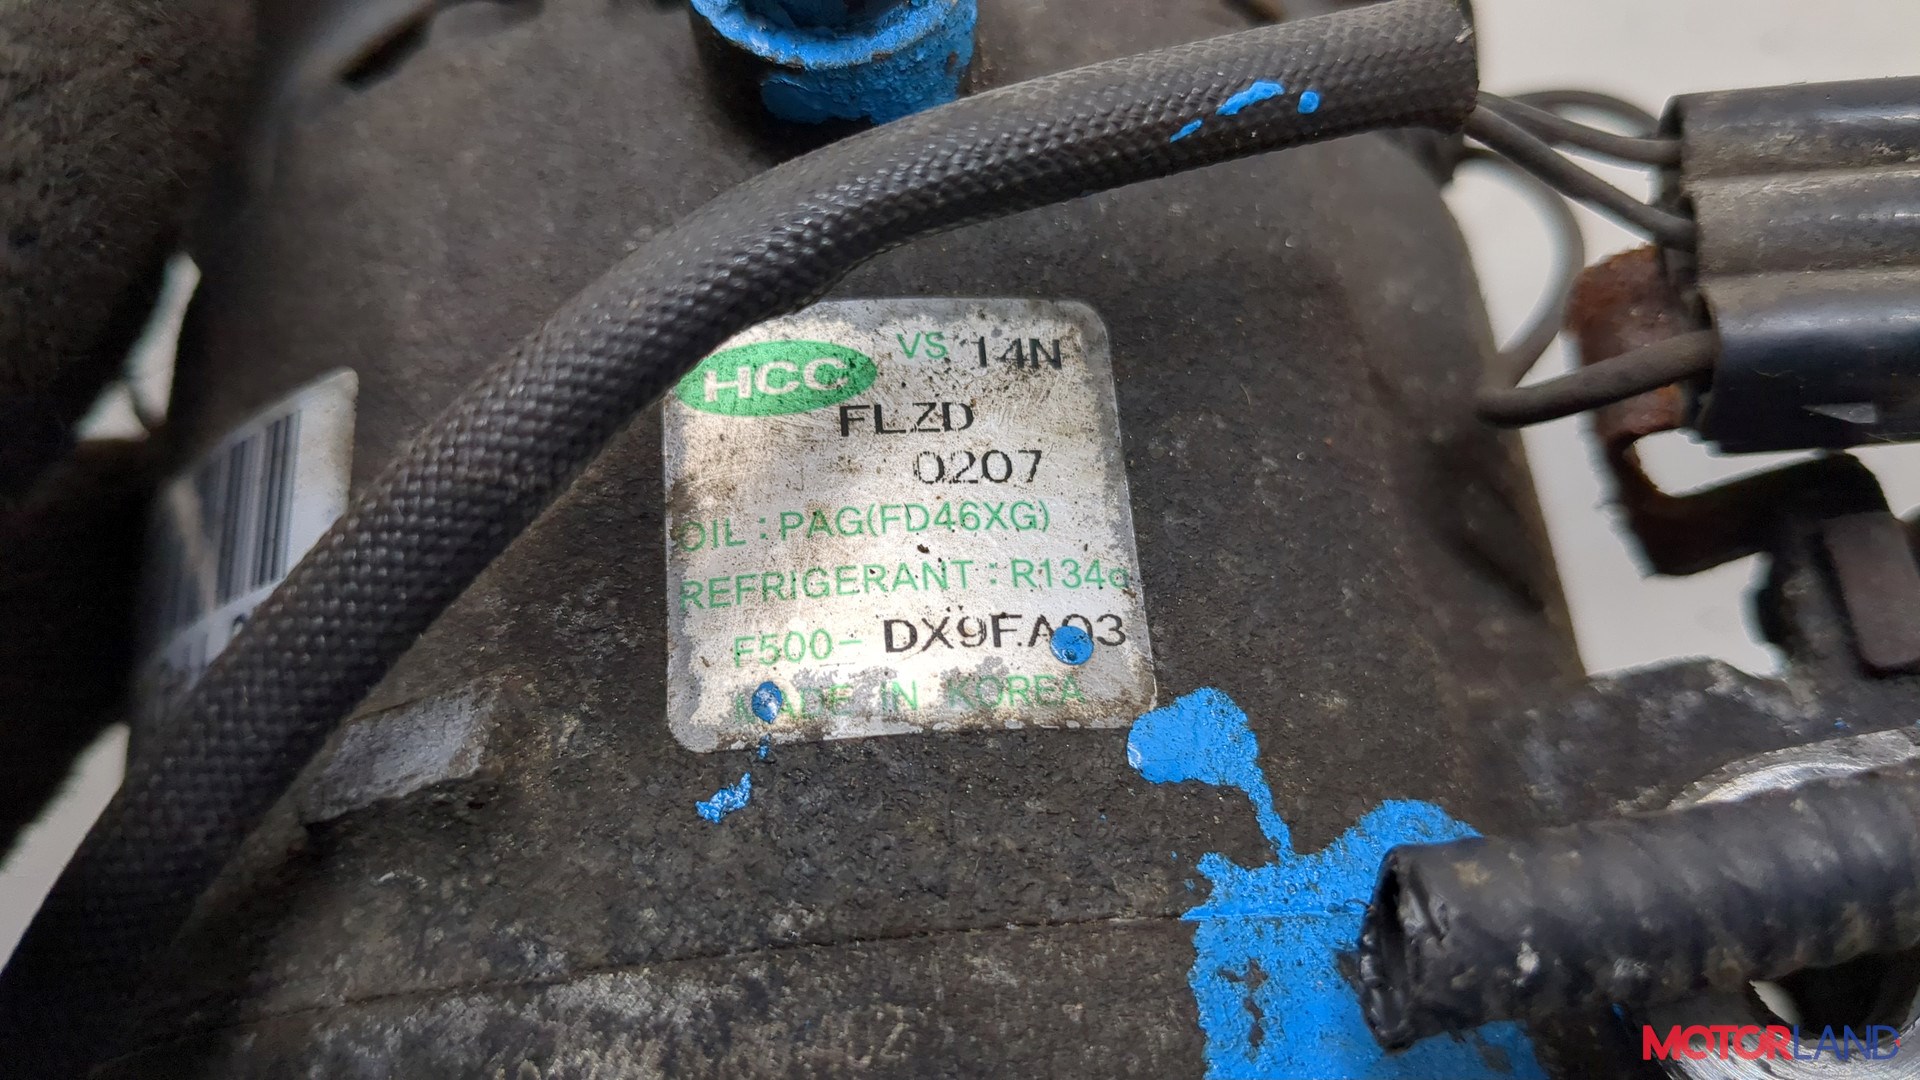 HCC VS 14N
FLZD
0207
OIL : PAG(FD46XG)
REFRIGERANT : R134a
F500- DX9FA03
MADE IN KOREA
MOTORLAND